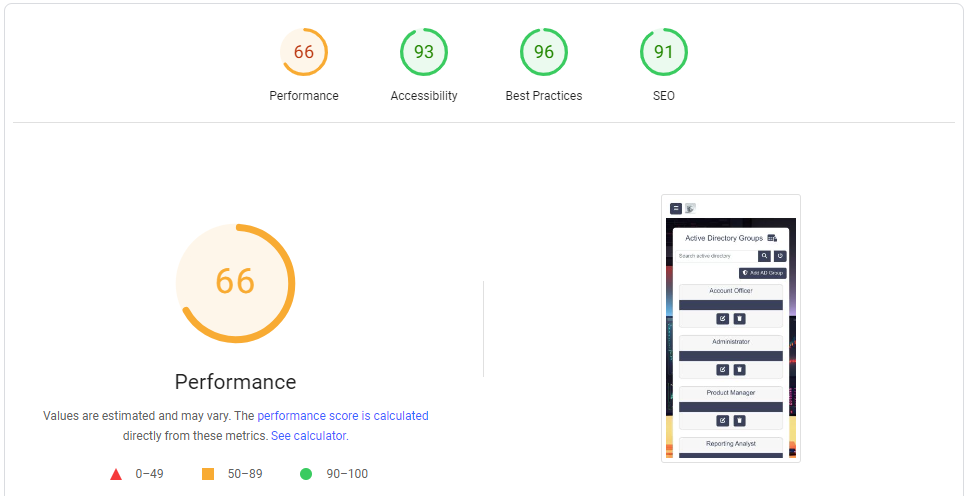 66
93
96
91
Performance
Accessibility
Best Practices
SEO
66
Performance
Values are estimated and may vary. The performance score is calculated
directly from these metrics. See calculator.
0–49
50–89
90–100
Active Directory Groups
Search active directory
Add AD Group
Account Officer
Administrator
Product Manager
Reporting Analyst